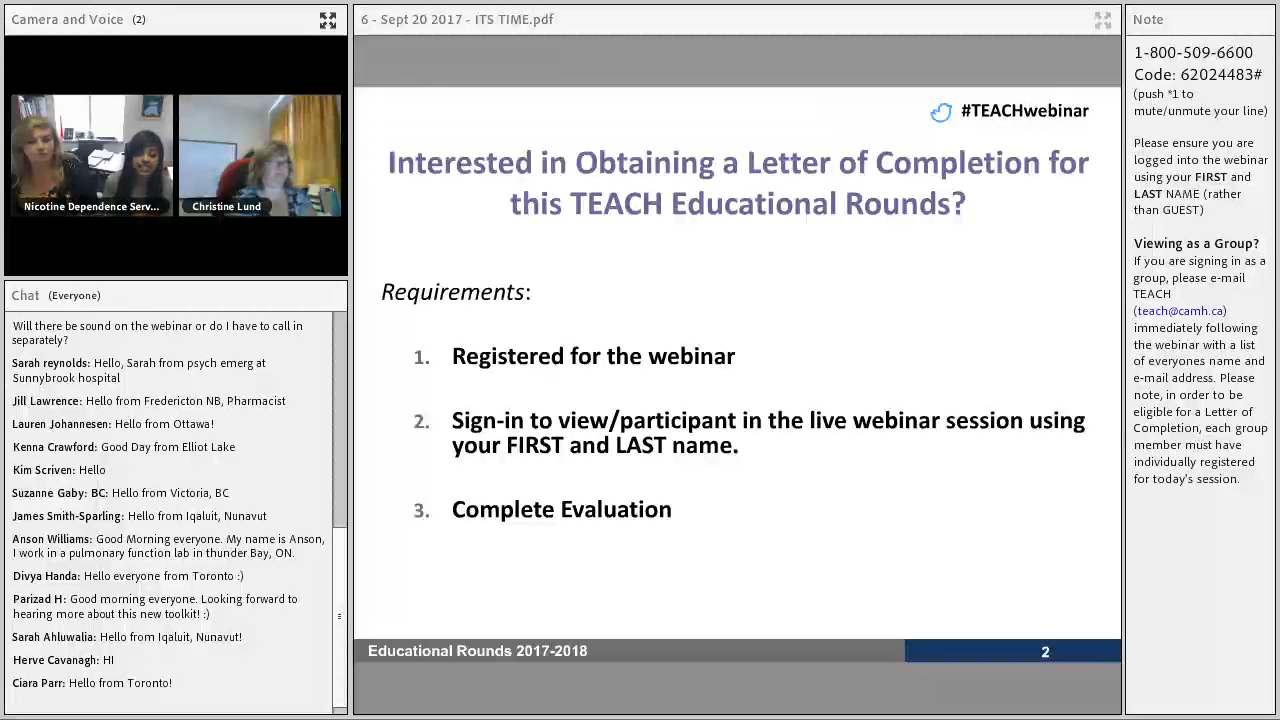 Camera and Voice (2)
Nicotine Dependence Serv...
Christine Lund
Chat (Everyone)
Will there be sound on the webinar or do I have to call in
separately?
Sarah reynolds: Hello, Sarah from psych emerg at
Sunnybrook hospital
Jill Lawrence: Hello from Fredericton NB, Pharmacist
Lauren Johannesen: Hello from Ottawa!
Kenna Crawford: Good Day from Elliot Lake
Kim Scriven: Hello
Suzanne Gaby: BC: Hello from Victoria, BC
James Smith-Sparling: Hello from Iqaluit, Nunavut
Anson Williams: Good Morning everyone. My name is Anson,
I work in a pulmonary function lab in thunder Bay, ON.
Divya Handa: Hello everyone from Toronto :)
Parizad H: Good morning everyone. Looking forward to
hearing more about this new toolkit! :)
Sarah Ahluwalia: Hello from Iqaluit, Nunavut!
Herve Cavanagh: HI
Ciara Parr: Hello from Toronto!
6 - Sept 20 2017 - ITS TIME.pdf
#TEACHwebinar
Interested in Obtaining a Letter of Completion for
this TEACH Educational Rounds?
Requirements:
1. Registered for the webinar
2. Sign-in to view/participant in the live webinar session using
your FIRST and LAST name.
3. Complete Evaluation
Educational Rounds 2017-2018
2
Note
1-800-509-6600
Code: 62024483#
(push *1 to
mute/unmute your line)
Please ensure you are
logged into the webinar
using your FIRST and
LAST NAME (rather
than GUEST)
Viewing as a Group?
If you are signing in as a
group, please e-mail
TEACH
(teach@camh.ca)
immediately following
the webinar with a list
of everyones name and
e-mail address. Please
note, in order to be
eligible for a Letter of
Completion, each group
member must have
individually registered
for today's session.